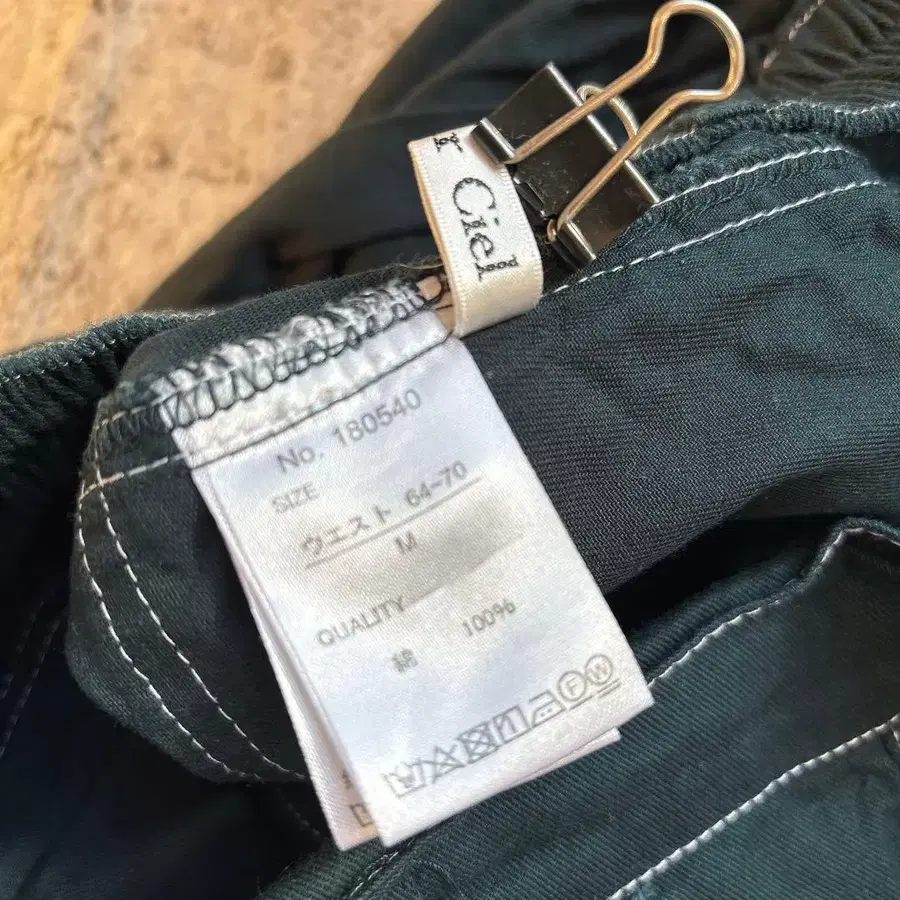 r Ciel
No. 180540
SIZE
ウエスト 64~70
M
QUALITY
綿 100%
F W